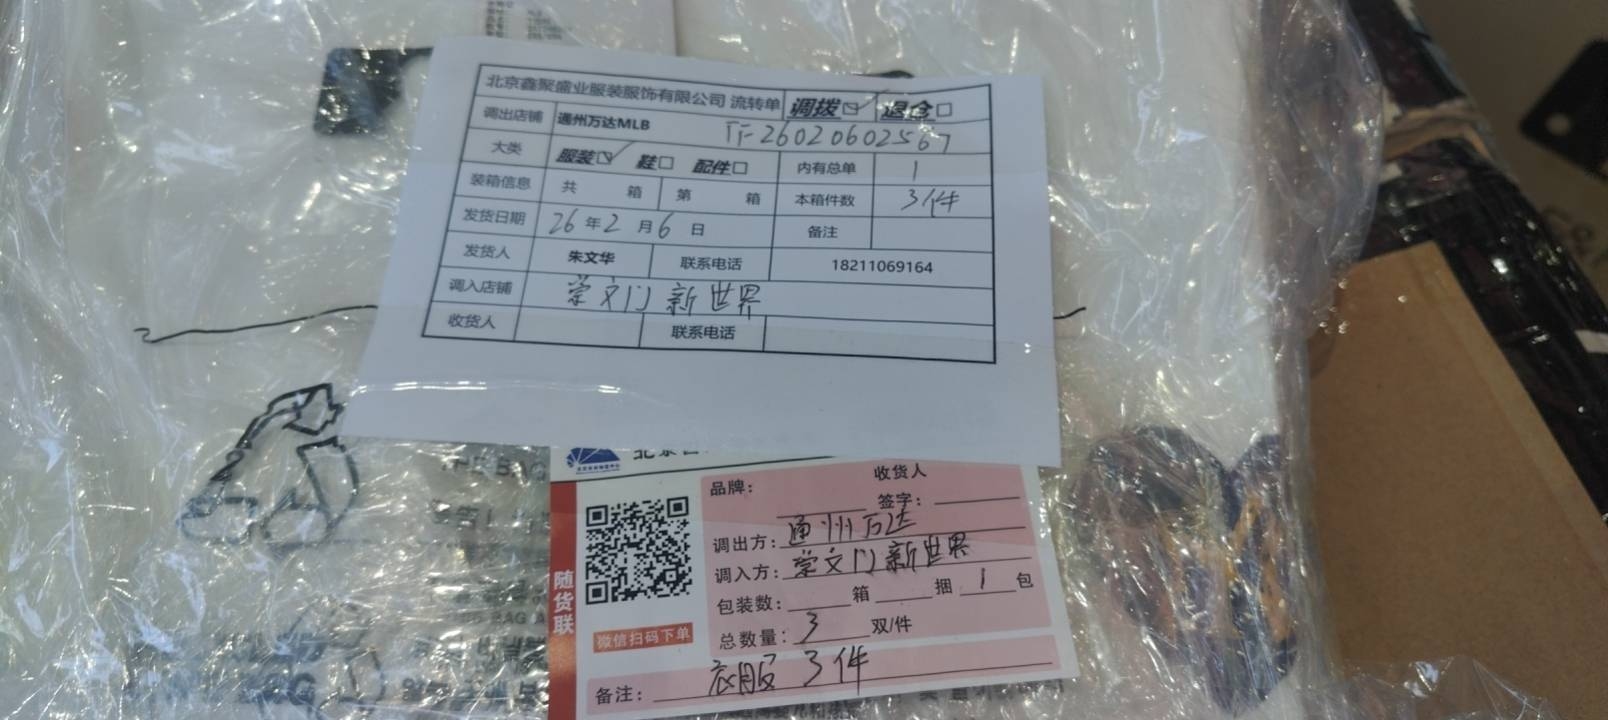 北京鑫聚盛业服装服饰有限公司 流转单 调拨☑ 退仓□
调出店铺 通州万达MLB TF26020602567
大类 服装☑ 鞋□ 配件□ 内有总单 1
装箱信息 共 箱 第 箱 本箱件数 3件
发货日期 26年2月6日 备注
发货人 朱文华 联系电话 18211069164
调入店铺 崇文门新世界
收货人 联系电话
品牌: 收货人
签字:
调出方: 通州万达
调入方: 崇文门新世界
包装数: 箱 捆 1 包
总数量: 3 双/件
备注: 衣服3件
随货联
微信扫码下单